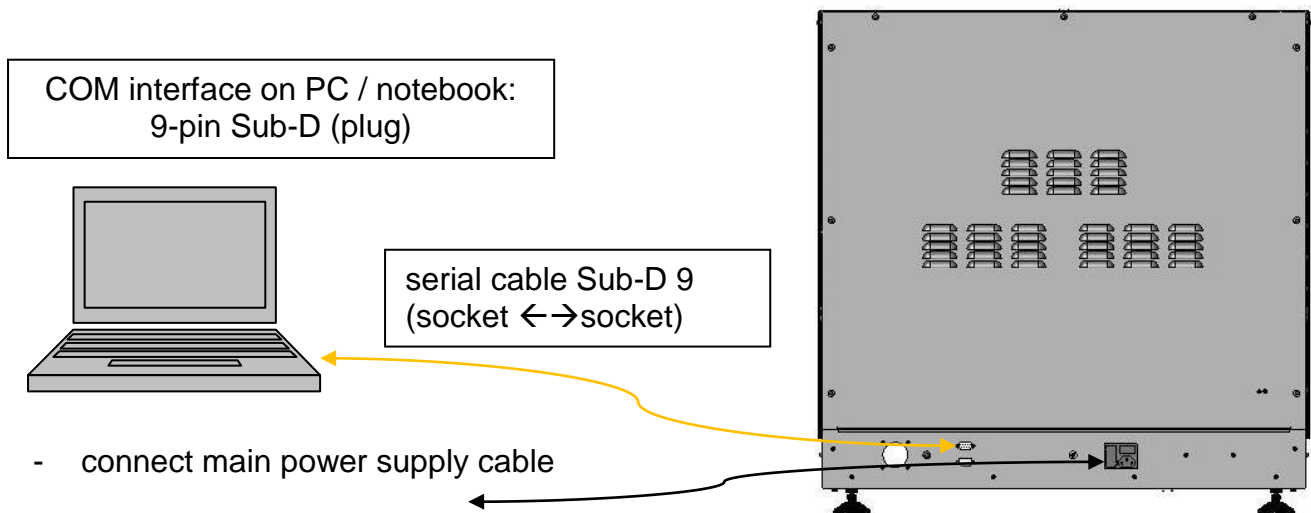 COM interface on PC / notebook:
9-pin Sub-D (plug)
serial cable Sub-D 9
(socket ←→socket)
- connect main power supply cable